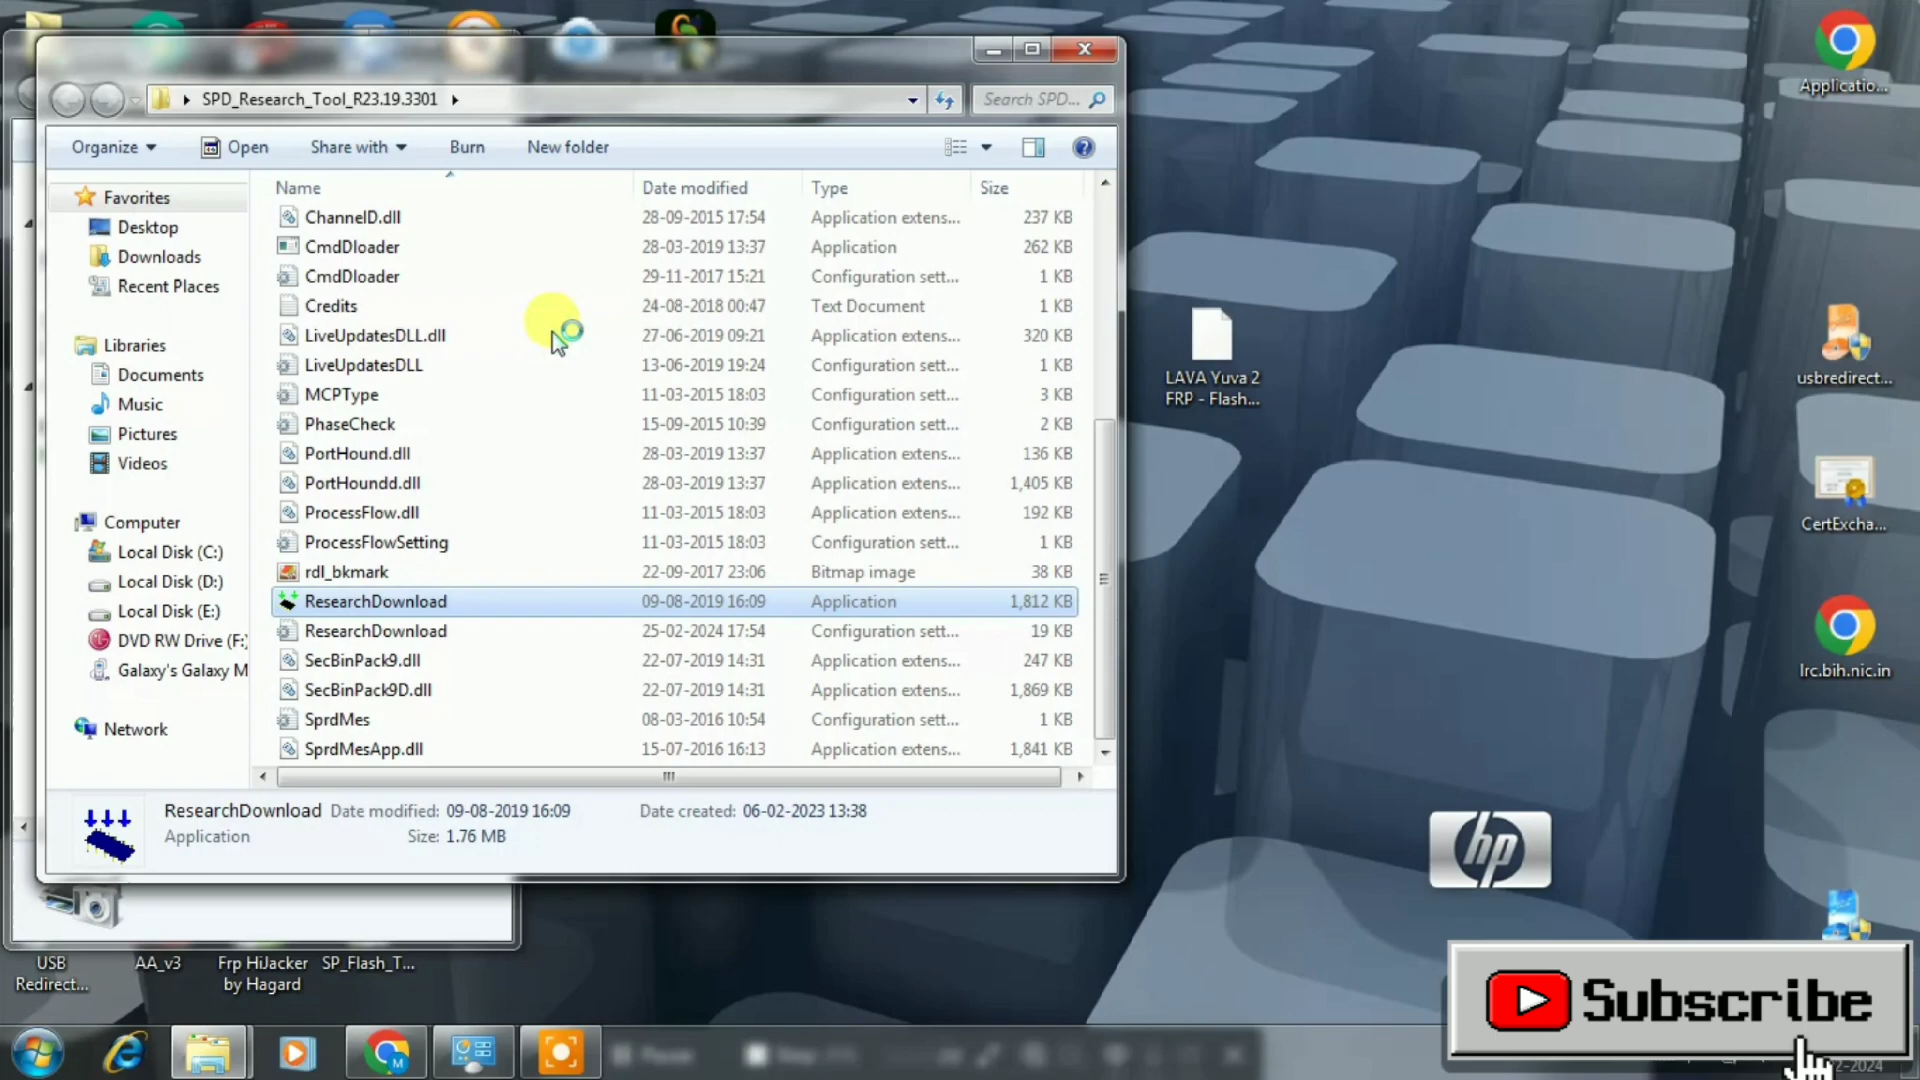 SPD_Research_Tool_R23.19.3301
Search SPD...
Organize Open Share with Burn New folder
Name Date modified Type Size
Favorites
Desktop
Downloads
Recent Places
Libraries
Documents
Music
Pictures
Videos
Computer
Local Disk (C:)
Local Disk (D:)
Local Disk (E:)
DVD RW Drive (F:)
Galaxy's Galaxy M
Network
ChannelD.dll 28-09-2015 17:54 Application extens... 237 KB
CmdDloader 28-03-2019 13:37 Application 262 KB
CmdDloader 29-11-2017 15:21 Configuration sett... 1 KB
Credits 24-08-2018 00:47 Text Document 1 KB
LiveUpdatesDLL.dll 27-06-2019 09:21 Application extens... 320 KB
LiveUpdatesDLL 13-06-2019 19:24 Configuration sett... 1 KB
MCPType 11-03-2015 18:03 Configuration sett... 3 KB
PhaseCheck 15-09-2015 10:39 Configuration sett... 2 KB
PortHound.dll 28-03-2019 13:37 Application extens... 136 KB
PortHoundd.dll 28-03-2019 13:37 Application extens... 1,405 KB
ProcessFlow.dll 11-03-2015 18:03 Application extens... 192 KB
ProcessFlowSetting 11-03-2015 18:03 Configuration sett... 1 KB
rdl_bkmark 22-09-2017 23:06 Bitmap image 38 KB
ResearchDownload 09-08-2019 16:09 Application 1,812 KB
ResearchDownload 25-02-2024 17:54 Configuration sett... 19 KB
SecBinPack9.dll 22-07-2019 14:31 Application extens... 247 KB
SecBinPack9D.dll 22-07-2019 14:31 Application extens... 1,869 KB
SprdMes 08-03-2016 10:54 Configuration sett... 1 KB
SprdMesApp.dll 15-07-2016 16:13 Application extens... 1,841 KB
ResearchDownload Date modified: 09-08-2019 16:09 Date created: 06-02-2023 13:38
Application Size: 1.76 MB
USB
Redirect...
AA_v3
Frp HiJacker
by Hagard
SP_Flash_T...
LAVA Yuva 2
FRP - Flash...
Applicatio...
usbredirect...
CertExcha...
lrc.bih.nic.in
hp
Subscribe
Pause
-2024